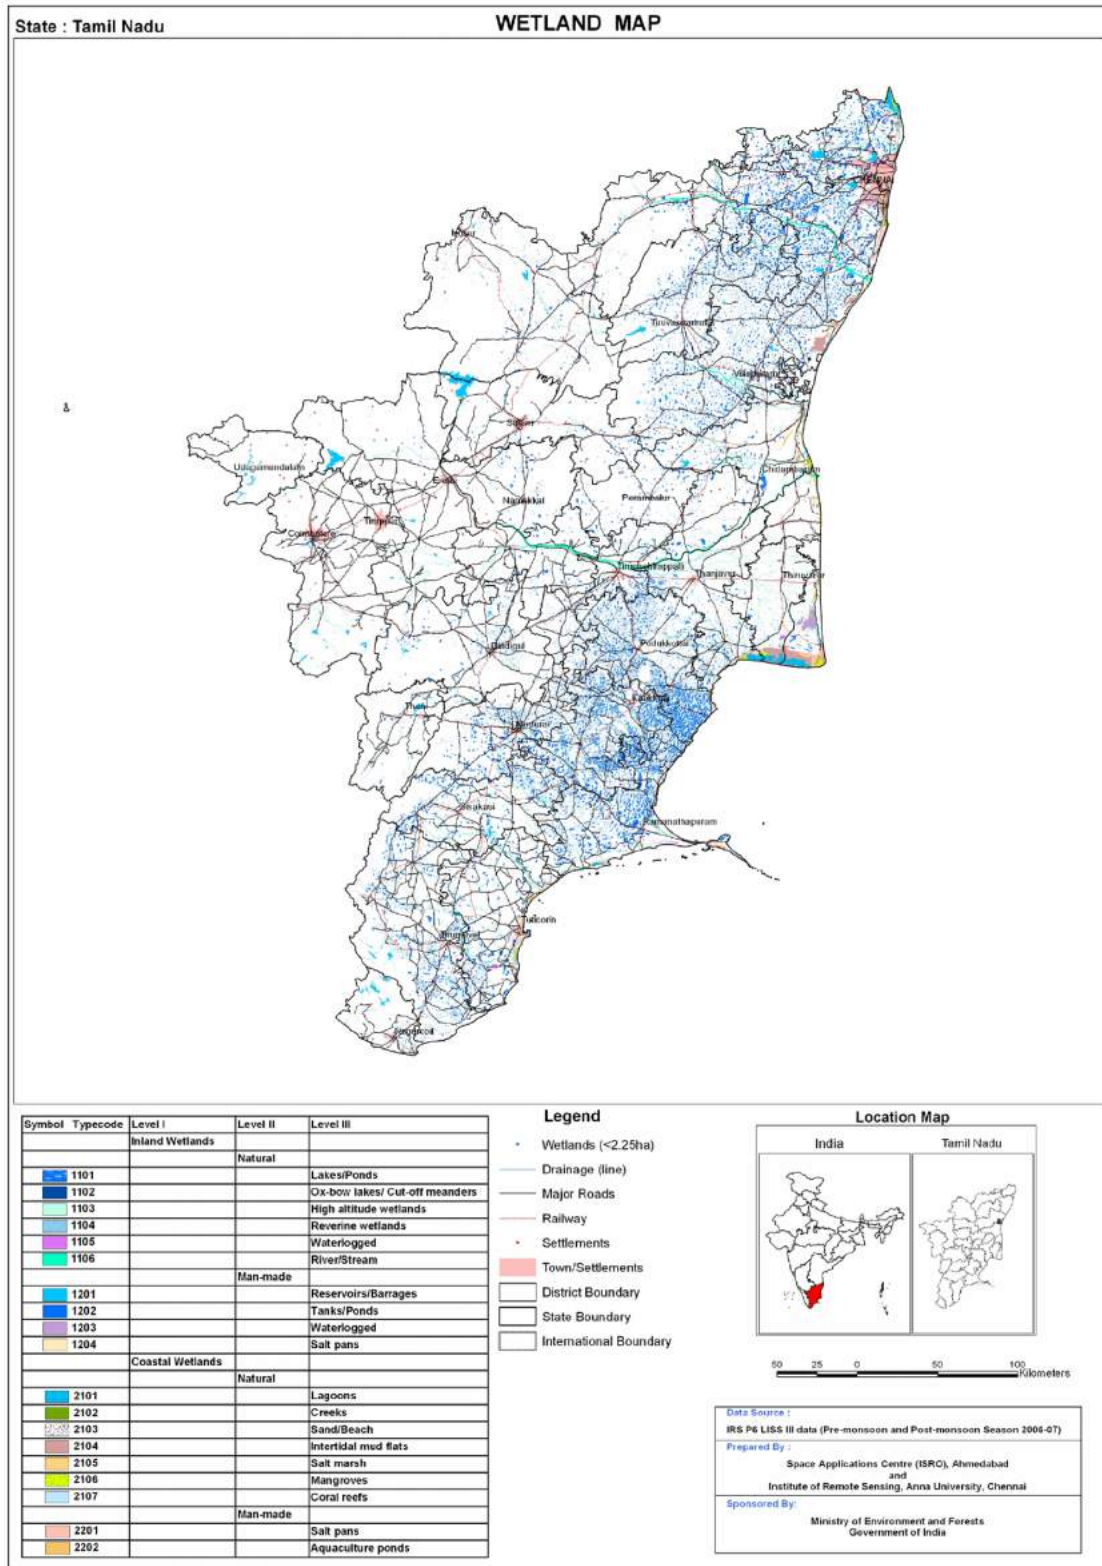 State : Tamil Nadu
WETLAND MAP
Hosur
Tiruvannamalai
Villupuram
Salem
Udagamandalam
Chidambaram
Erode
Namakkal
Perambalur
Tiruppur
Coimbatore
Tiruchchirappalli
Thanjavur
Thiruvarur
Pudukkottai
Dindigul
Karaikudi
Theni
Madurai
Sivakasi
Ramanathapuram
Tuticorin
Tirunelveli
Nagercoil
Symbol Typecode Level I Level II Level III
Inland Wetlands
Natural
1101 Lakes/Ponds
1102 Ox-bow lakes/ Cut-off meanders
1103 High altitude wetlands
1104 Reverine wetlands
1105 Waterlogged
1106 River/Stream
Man-made
1201 Reservoirs/Barrages
1202 Tanks/Ponds
1203 Waterlogged
1204 Salt pans
Coastal Wetlands
Natural
2101 Lagoons
2102 Creeks
2103 Sand/Beach
2104 Intertidal mud flats
2105 Salt marsh
2106 Mangroves
2107 Coral reefs
Man-made
2201 Salt pans
2202 Aquaculture ponds
Legend
Wetlands (<2.25ha)
Drainage (line)
Major Roads
Railway
Settlements
Town/Settlements
District Boundary
State Boundary
International Boundary
Location Map
India
Tamil Nadu
50 25 0 50 100
Kilometers
Data Source :
IRS P6 LISS III data (Pre-monsoon and Post-monsoon Season 2006-07)
Prepared By :
Space Applications Centre (ISRO), Ahmedabad
and
Institute of Remote Sensing, Anna University, Chennai
Sponsored By:
Ministry of Environment and Forests
Government of India